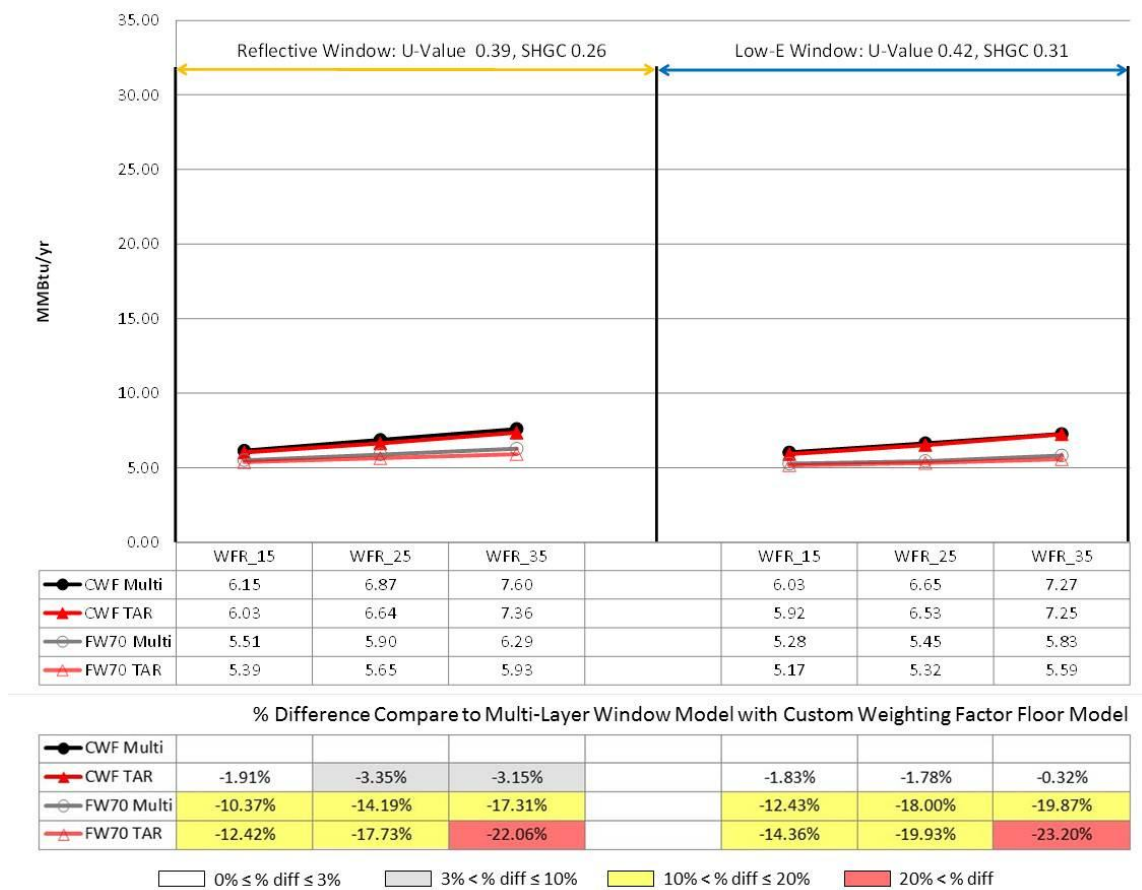 35.00
Reflective Window: U-Value 0.39, SHGC 0.26 Low-E Window: U-Value 0.42, SHGC 0.31
30.00
25.00
20.00
MMBtu/yr
15.00
10.00
5.00
0.00
WFR_15 WFR_25 WFR_35 WFR_15 WFR_25 WFR_35
CWF Multi 6.15 6.87 7.60 6.03 6.65 7.27
CWF TAR 6.03 6.64 7.36 5.92 6.53 7.25
FW70 Multi 5.51 5.90 6.29 5.28 5.45 5.83
FW70 TAR 5.39 5.65 5.93 5.17 5.32 5.59
% Difference Compare to Multi-Layer Window Model with Custom Weighting Factor Floor Model
CWF Multi
CWF TAR -1.91% -3.35% -3.15% -1.83% -1.78% -0.32%
FW70 Multi -10.37% -14.19% -17.31% -12.43% -18.00% -19.87%
FW70 TAR -12.42% -17.73% -22.06% -14.36% -19.93% -23.20%
0% ≤ % diff ≤ 3% 3% < % diff ≤ 10% 10% < % diff ≤ 20% 20% < % diff